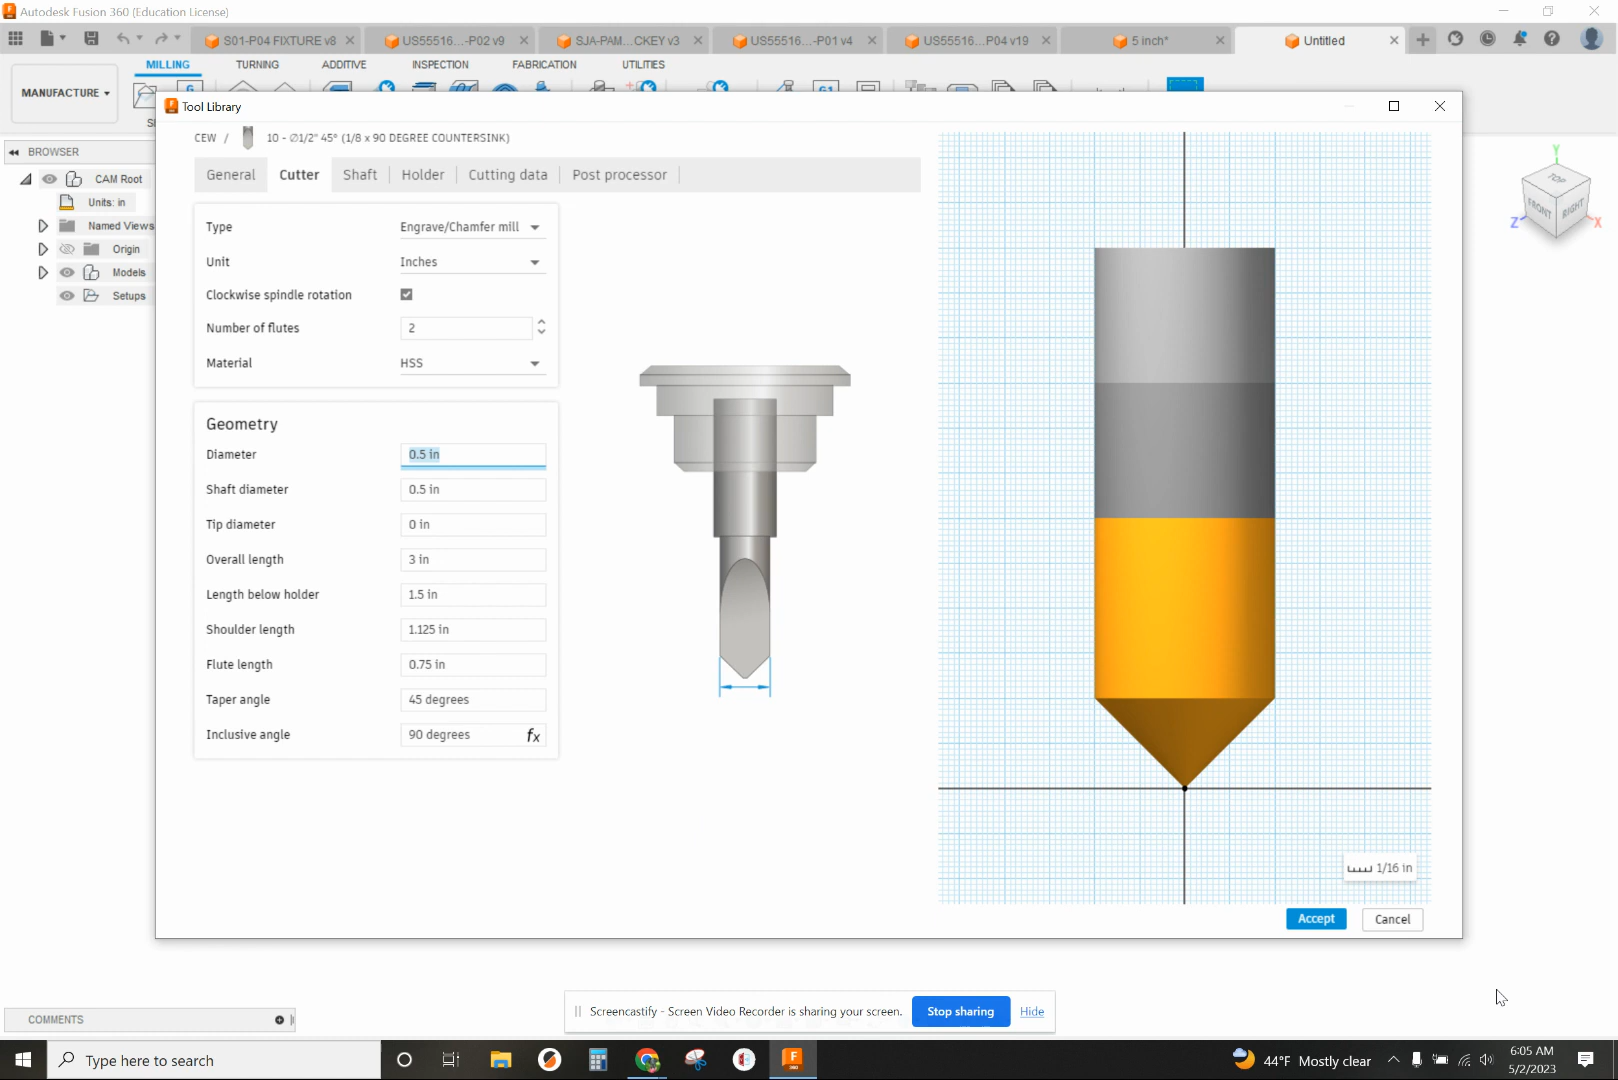 Autodesk Fusion 360 (Education License)
S01-P04 FIXTURE v8
US55516...-P02 v9
SJA-PAM...CKEY v3
US55516...-P01 v4
US55516...P04 v19
5 inch*
Untitled
MILLING
TURNING
ADDITIVE
INSPECTION
FABRICATION
UTILITIES
MANUFACTURE
Tool Library
CEW / 10 - ∅1/2" 45° (1/8 x 90 DEGREE COUNTERSINK)
BROWSER
CAM Root
Units: in
Named Views
Origin
Models
Setups
General
Cutter
Shaft
Holder
Cutting data
Post processor
Type
Engrave/Chamfer mill
Unit
Inches
Clockwise spindle rotation
Number of flutes
2
Material
HSS
Geometry
Diameter
0.5 in
Shaft diameter
0.5 in
Tip diameter
0 in
Overall length
3 in
Length below holder
1.5 in
Shoulder length
1.125 in
Flute length
0.75 in
Taper angle
45 degrees
Inclusive angle
90 degrees
fx
TOP
FRONT
RIGHT
Y
Z
X
1/16 in
Accept
Cancel
COMMENTS
Screencastify - Screen Video Recorder is sharing your screen.
Stop sharing
Hide
Type here to search
44°F Mostly clear
6:05 AM
5/2/2023